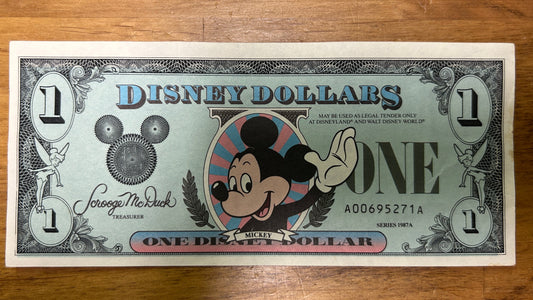 1
DISNEY DOLLARS
1
MAY BE USED AS LEGAL TENDER ONLY
AT DISNEYLAND® AND WALT DISNEY WORLD®
ONE
Scrooge McDuck
TREASURER
A00695271A
SERIES 1987A
1
MICKEY
1
ONE DISNEY DOLLAR